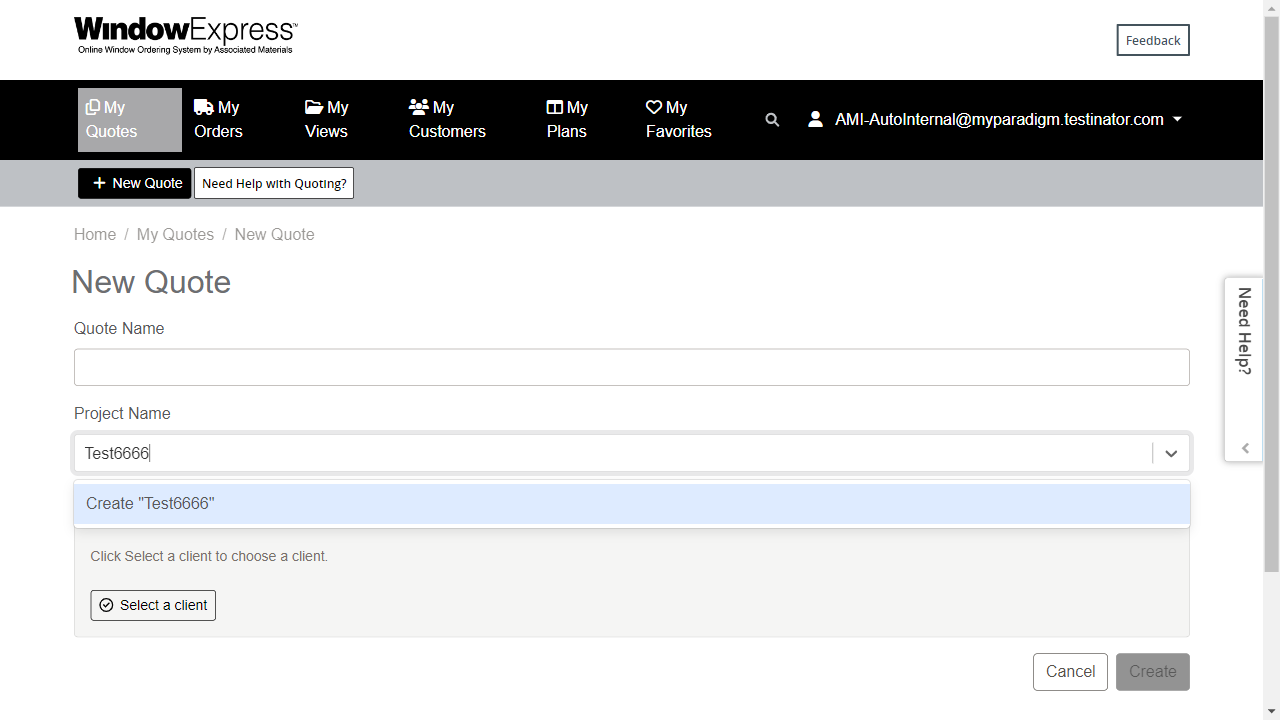 WindowExpress™
Online Window Ordering System by Associated Materials
Feedback
My Quotes
My Orders
My Views
My Customers
My Plans
My Favorites
AMI-AutoInternal@myparadigm.testinator.com
New Quote
Need Help with Quoting?
Home / My Quotes / New Quote
New Quote
Quote Name
Project Name
Test6666
Create "Test6666"
Click Select a client to choose a client.
Select a client
Cancel
Create
Need Help?